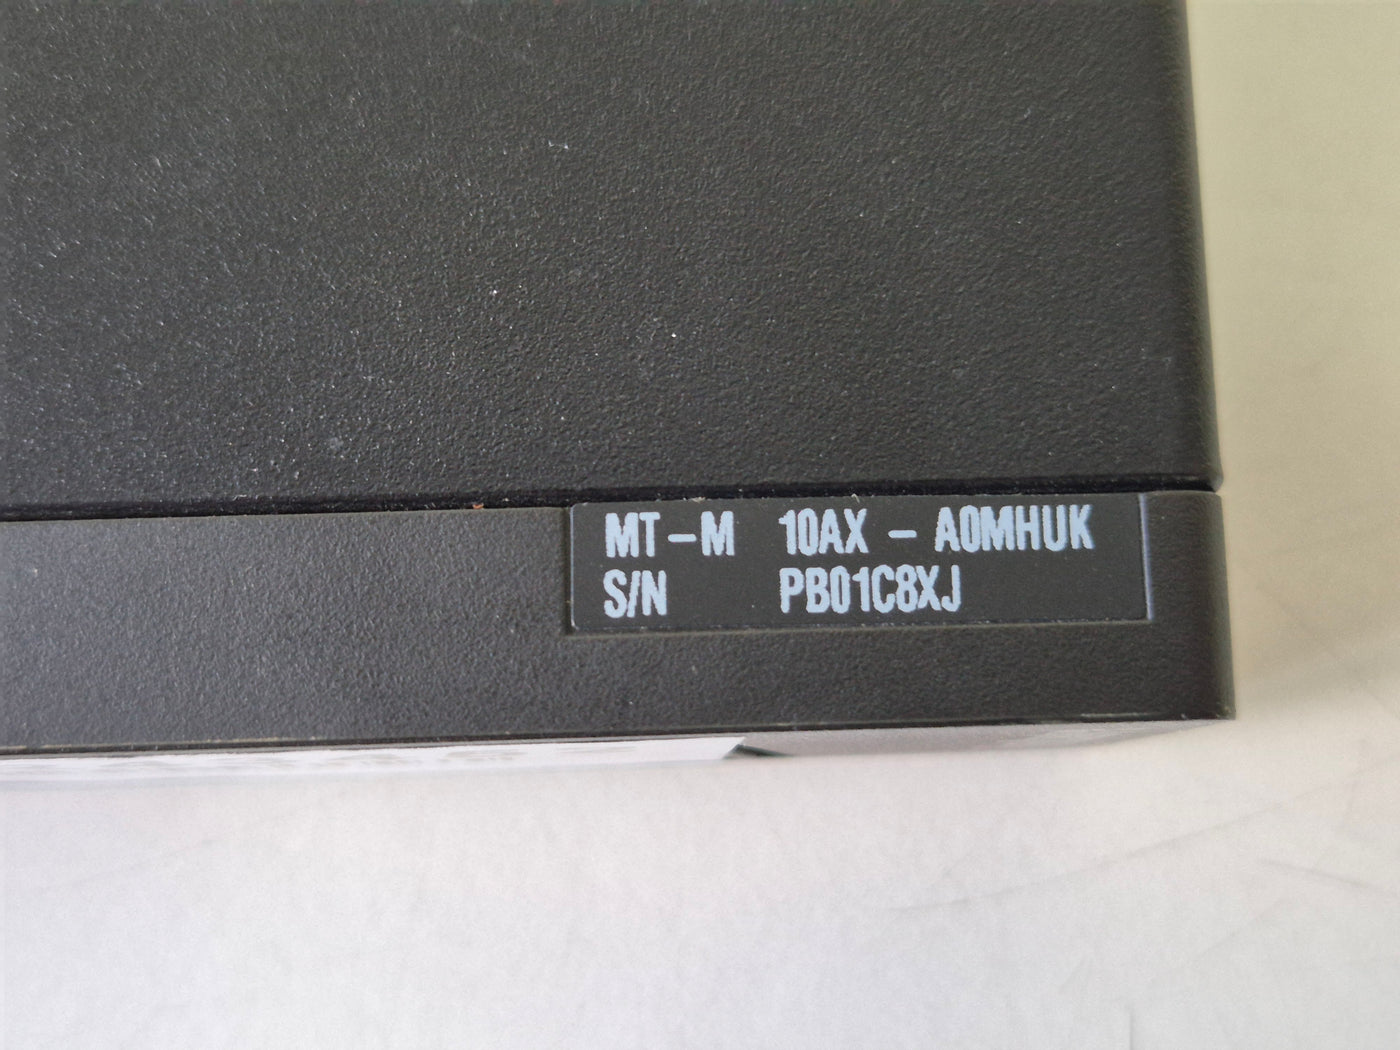 MT-M 10AX - A0MHUK
S/N PB01C8XJ